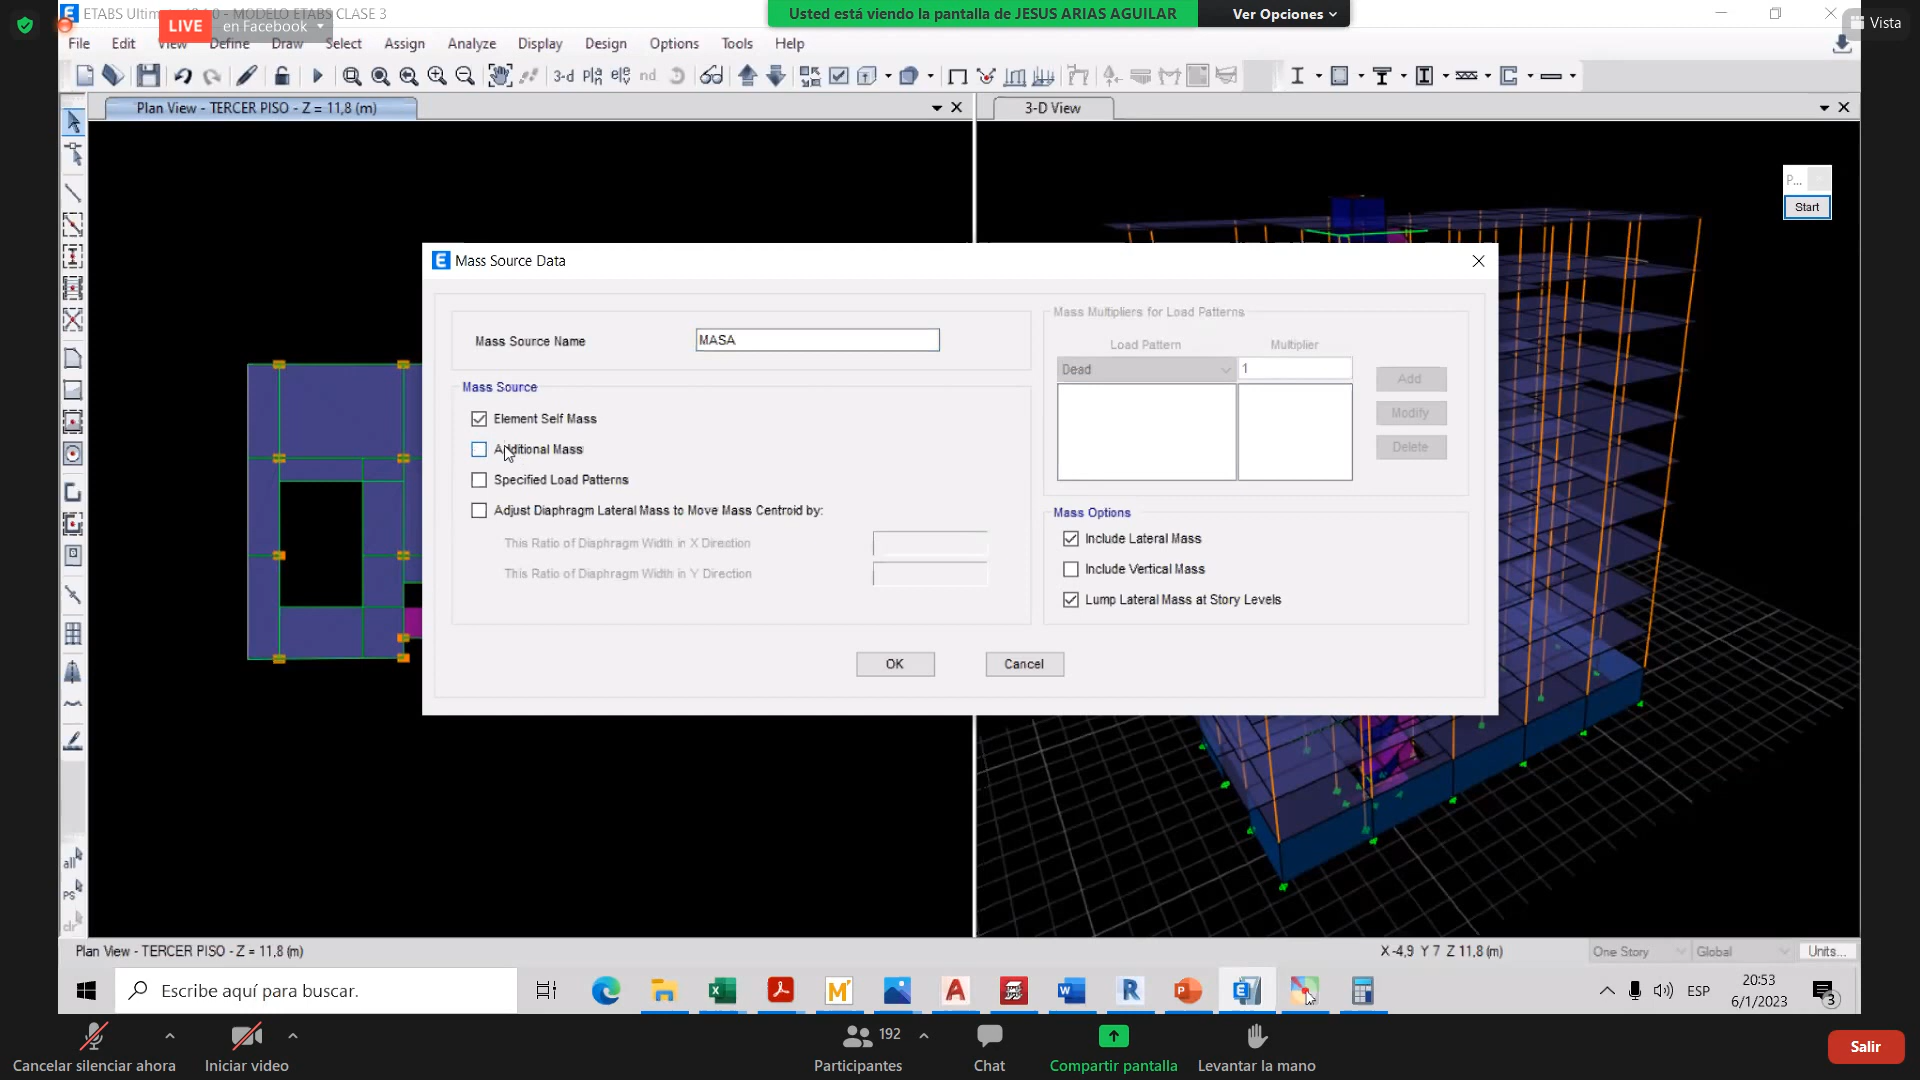 ETABS Ultim
0 - MODELO ETABS CLASE 3
LIVE
en Facebook
Usted está viendo la pantalla de JESUS ARIAS AGUILAR
Ver Opciones
Vista
File Edit View Define Draw Select Assign Analyze Display Design Options Tools Help
3-d
nd
Plan View - TERCER PISO - Z = 11,8 (m)
3-D View
P...
Start
Mass Source Data
Mass Source Name
MASA
Mass Source
Element Self Mass
Additional Mass
Specified Load Patterns
Adjust Diaphragm Lateral Mass to Move Mass Centroid by:
This Ratio of Diaphragm Width in X Direction
This Ratio of Diaphragm Width in Y Direction
Mass Multipliers for Load Patterns
Load Pattern
Multiplier
Dead
1
Add
Modify
Delete
Mass Options
Include Lateral Mass
Include Vertical Mass
Lump Lateral Mass at Story Levels
OK
Cancel
all
PS
clr
Plan View - TERCER PISO - Z = 11,8 (m)
X -4,9 Y 7 Z 11,8 (m)
One Story
Global
Units...
Escribe aquí para buscar.
ESP
20:53
6/1/2023
3
Cancelar silenciar ahora
Iniciar video
192
Participantes
Chat
Compartir pantalla
Levantar la mano
Salir